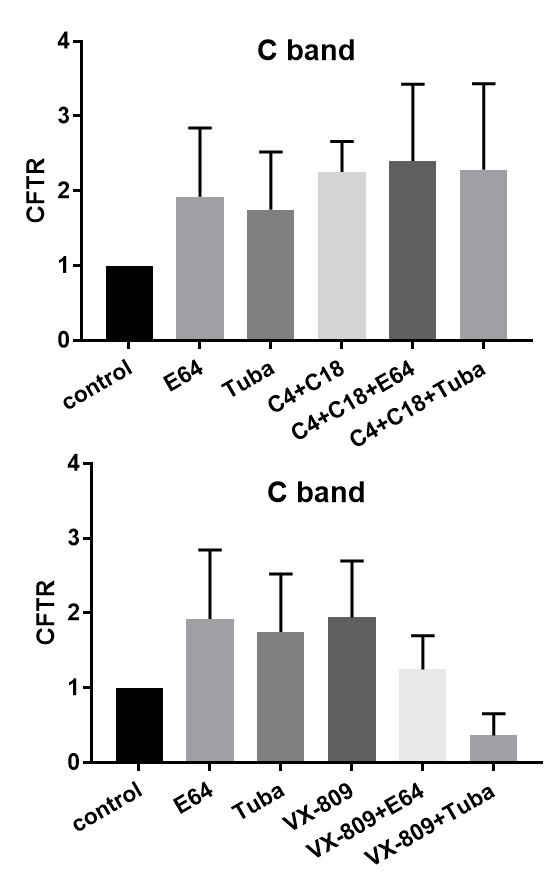 C band
4
3
2
1
0
CFTR
control
E64
Tuba
C4+C18
C4+C18+E64
C4+C18+Tuba
C band
4
3
2
1
0
CFTR
control
E64
Tuba
VX-809
VX-809+E64
VX-809+Tuba